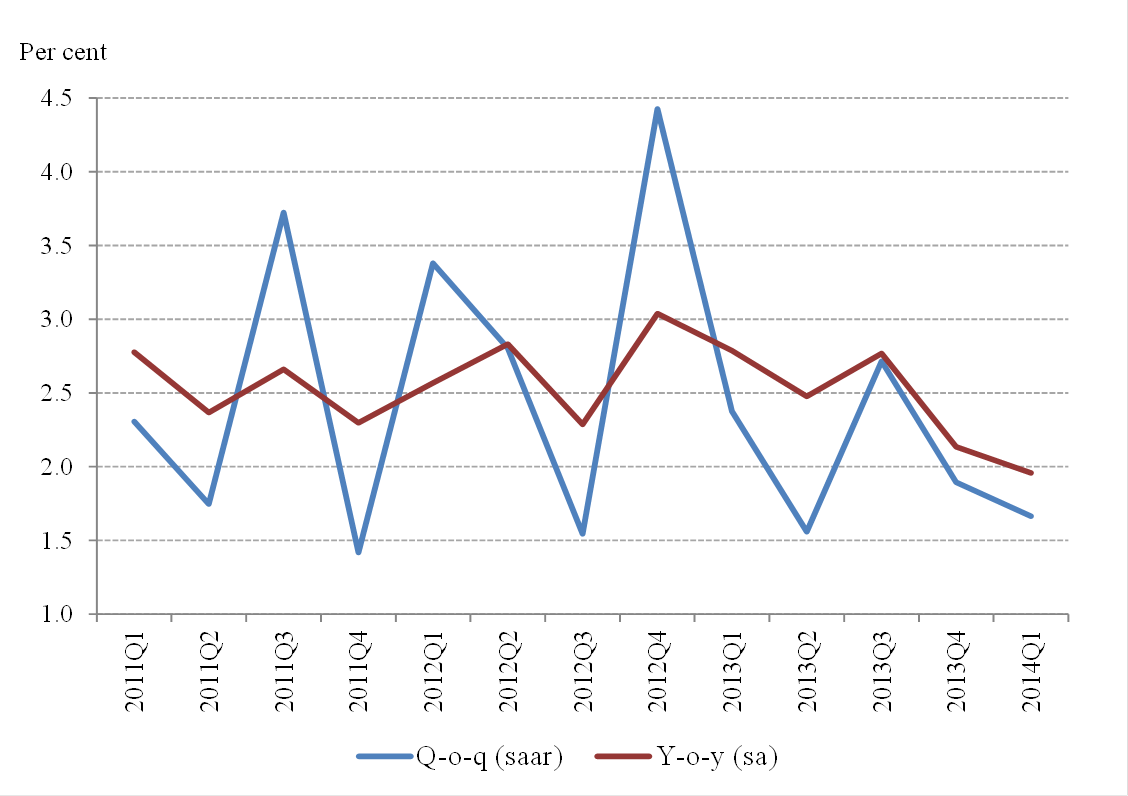 Per cent
4.5
4.0
3.5
3.0
2.5
2.0
1.5
1.0
2011Q1
2011Q2
2011Q3
2011Q4
2012Q1
2012Q2
2012Q3
2012Q4
2013Q1
2013Q2
2013Q3
2013Q4
2014Q1
Q-o-q (saar)
Y-o-y (sa)